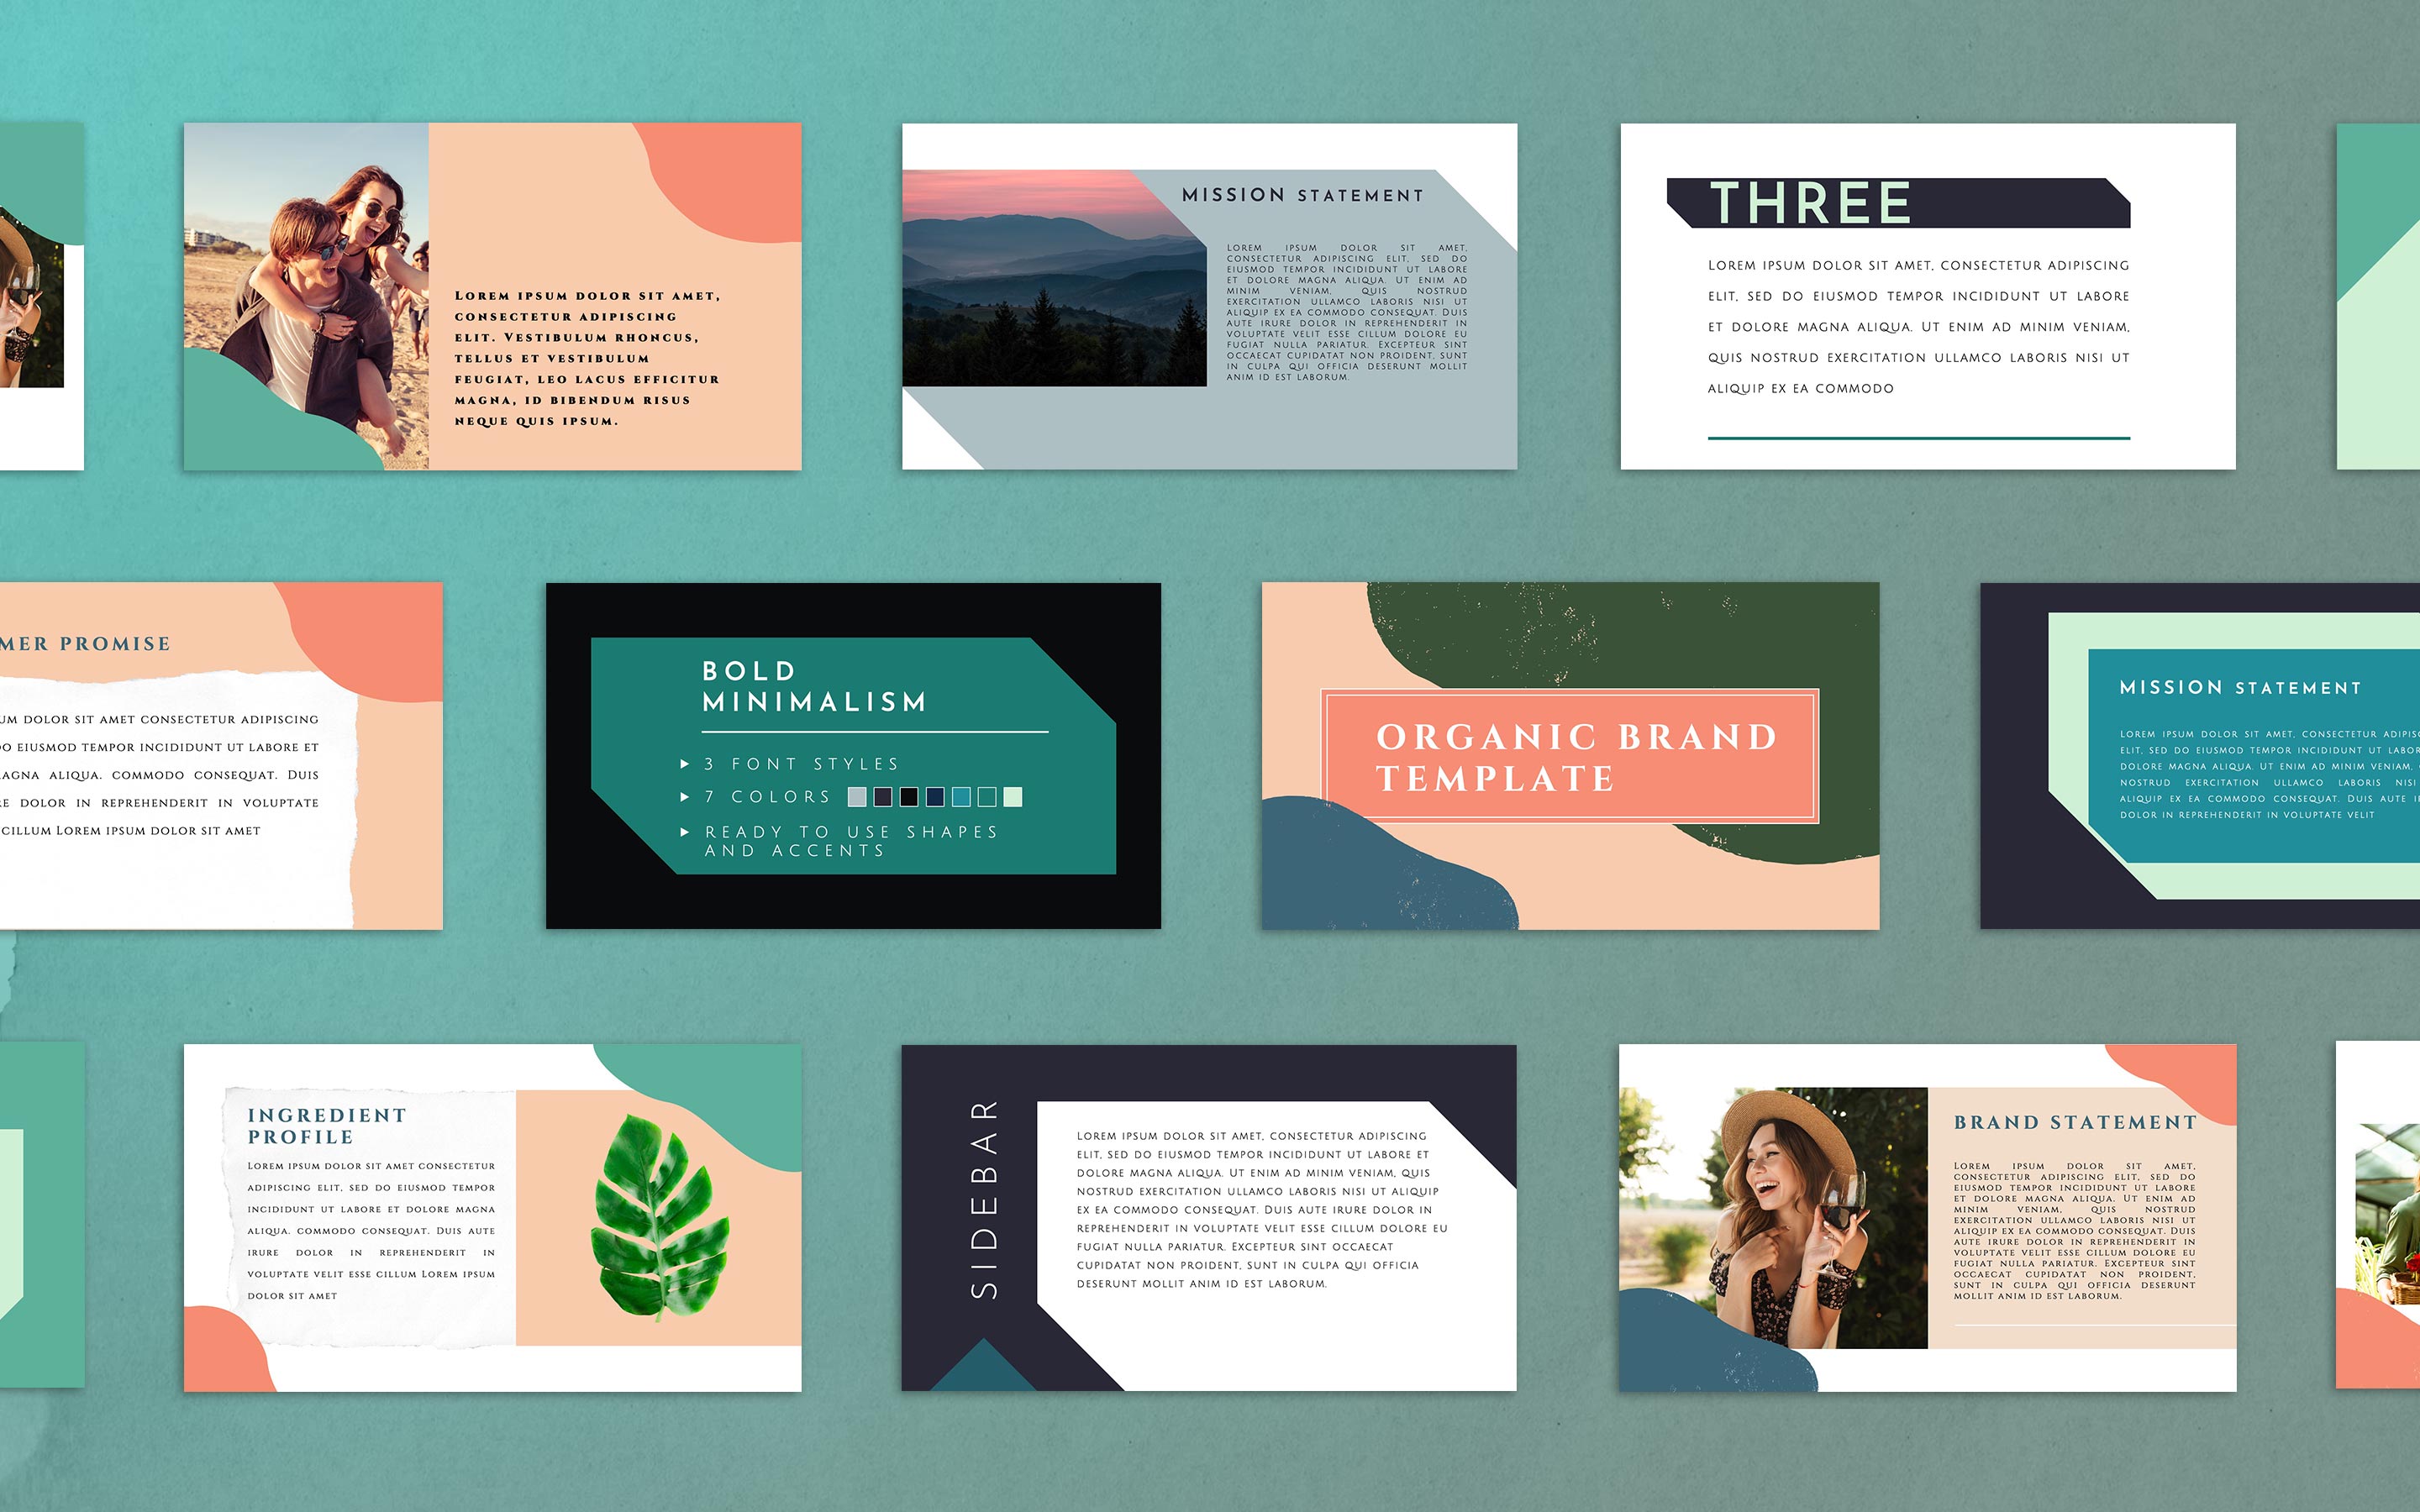 LOREM IPSUM DOLOR SIT AMET,
CONSECTETUR ADIPISCING
ELIT. VESTIBULUM RHONCUS,
TELLUS ET VESTIBULUM
FEUGIAT, LEO LACUS EFFICITUR
MAGNA, ID BIBENDUM RISUS
NEQUE QUIS IPSUM.
MISSION STATEMENT
LOREM IPSUM DOLOR SIT AMET,
CONSECTETUR ADIPISCING ELIT, SED DO
EIUSMOD TEMPOR INCIDIDUNT UT LABORE
ET DOLORE MAGNA ALIQUA. UT ENIM AD
MINIM VENIAM, QUIS NOSTRUD
EXERCITATION ULLAMCO LABORIS NISI UT
ALIQUIP EX EA COMMODO CONSEQUAT. DUIS
AUTE IRURE DOLOR IN REPREHENDERIT IN
VOLUPTATE VELIT ESSE CILLUM DOLORE EU
FUGIAT NULLA PARIATUR. EXCEPTEUR SINT
OCCAECAT CUPIDATAT NON PROIDENT, SUNT
IN CULPA QUI OFFICIA DESERUNT MOLLIT
ANIM ID EST LABORUM.
THREE
LOREM IPSUM DOLOR SIT AMET, CONSECTETUR ADIPISCING
ELIT, SED DO EIUSMOD TEMPOR INCIDIDUNT UT LABORE
ET DOLORE MAGNA ALIQUA. UT ENIM AD MINIM VENIAM,
QUIS NOSTRUD EXERCITATION ULLAMCO LABORIS NISI UT
ALIQUIP EX EA COMMODO
MER PROMISE
UM DOLOR SIT AMET CONSECTETUR ADIPISCING
O EIUSMOD TEMPOR INCIDIDUNT UT LABORE ET
AGNA ALIQUA. COMMODO CONSEQUAT. DUIS
RE DOLOR IN REPREHENDERIT IN VOLUPTATE
CILLUM LOREM IPSUM DOLOR SIT AMET
BOLD
MINIMALISM
3 FONT STYLES
7 COLORS
READY TO USE SHAPES
AND ACCENTS
ORGANIC BRAND
TEMPLATE
MISSION STATEMENT
LOREM IPSUM DOLOR SIT AMET, CONSECTETUR ADIPISC
ELIT, SED DO EIUSMOD TEMPOR INCIDIDUNT UT LABOR
DOLORE MAGNA ALIQUA. UT ENIM AD MINIM VENIAM,
NOSTRUD EXERCITATION ULLAMCO LABORIS NISI
ALIQUIP EX EA COMMODO CONSEQUAT. DUIS AUTE I
DOLOR IN REPREHENDERIT IN VOLUPTATE VELIT
INGREDIENT
PROFILE
LOREM IPSUM DOLOR SIT AMET CONSECTETUR
ADIPISCING ELIT, SED DO EIUSMOD TEMPOR
INCIDIDUNT UT LABORE ET DOLORE MAGNA
ALIQUA. COMMODO CONSEQUAT. DUIS AUTE
IRURE DOLOR IN REPREHENDERIT IN
VOLUPTATE VELIT ESSE CILLUM LOREM IPSUM
DOLOR SIT AMET
SIDEBAR
LOREM IPSUM DOLOR SIT AMET, CONSECTETUR ADIPISCING
ELIT, SED DO EIUSMOD TEMPOR INCIDIDUNT UT LABORE ET
DOLORE MAGNA ALIQUA. UT ENIM AD MINIM VENIAM, QUIS
NOSTRUD EXERCITATION ULLAMCO LABORIS NISI UT ALIQUIP
EX EA COMMODO CONSEQUAT. DUIS AUTE IRURE DOLOR IN
REPREHENDERIT IN VOLUPTATE VELIT ESSE CILLUM DOLORE EU
FUGIAT NULLA PARIATUR. EXCEPTEUR SINT OCCAECAT
CUPIDATAT NON PROIDENT, SUNT IN CULPA QUI OFFICIA
DESERUNT MOLLIT ANIM ID EST LABORUM.
BRAND STATEMENT
LOREM IPSUM DOLOR SIT AMET,
CONSECTETUR ADIPISCING ELIT, SED DO
EIUSMOD TEMPOR INCIDIDUNT UT LABORE
ET DOLORE MAGNA ALIQUA. UT ENIM AD
MINIM VENIAM, QUIS NOSTRUD
EXERCITATION ULLAMCO LABORIS NISI UT
ALIQUIP EX EA COMMODO CONSEQUAT. DUIS
AUTE IRURE DOLOR IN REPREHENDERIT IN
VOLUPTATE VELIT ESSE CILLUM DOLORE EU
FUGIAT NULLA PARIATUR. EXCEPTEUR SINT
OCCAECAT CUPIDATAT NON PROIDENT,
SUNT IN CULPA QUI OFFICIA DESERUNT
MOLLIT ANIM ID EST LABORUM.